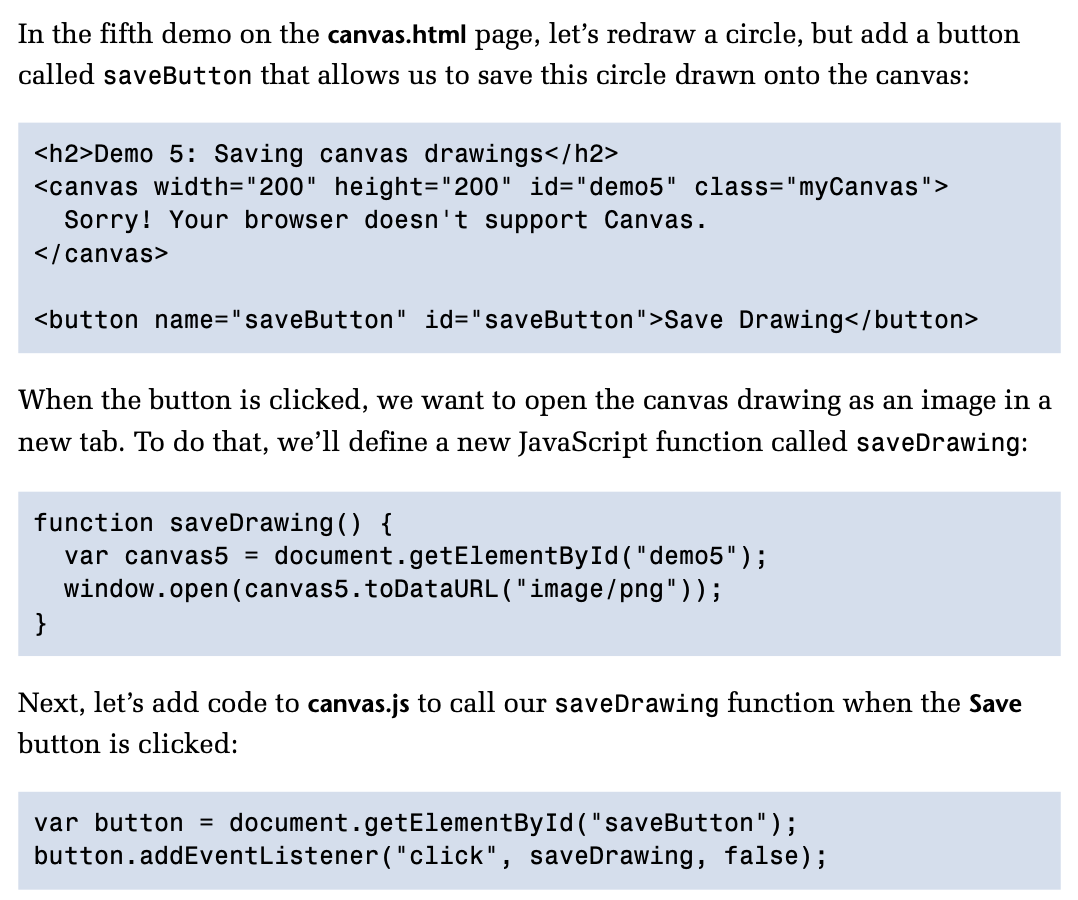 In the fifth demo on the canvas.html page, let’s redraw a circle, but add a button
called saveButton that allows us to save this circle drawn onto the canvas:
<h2>Demo 5: Saving canvas drawings</h2>
<canvas width="200" height="200" id="demo5" class="myCanvas">
  Sorry! Your browser doesn't support Canvas.
</canvas>
<button name="saveButton" id="saveButton">Save Drawing</button>
When the button is clicked, we want to open the canvas drawing as an image in a
new tab. To do that, we’ll define a new JavaScript function called saveDrawing:
function saveDrawing() {
  var canvas5 = document.getElementById("demo5");
  window.open(canvas5.toDataURL("image/png"));
}
Next, let’s add code to canvas.js to call our saveDrawing function when the Save
button is clicked:
var button = document.getElementById("saveButton");
button.addEventListener("click", saveDrawing, false);